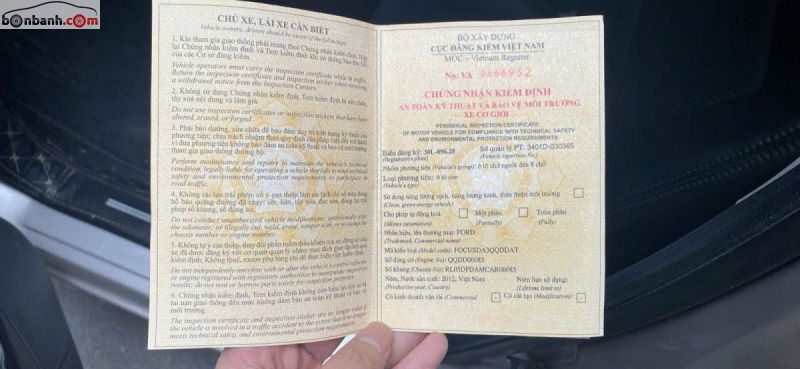 bonbanh.com
CHỦ XE, LÁI XE CẦN BIẾT
Vehicle owners, drivers should be aware of the followings:
1. Khi tham gia giao thông phải mang theo Chứng nhận kiểm định. Nộp
lại Chứng nhận kiểm định và Tem kiểm định khi có thông báo thu hồi
của các Cơ sở đăng kiểm.
Vehicle operators must carry the inspection certificate while in traffic.
Return the inspection certificate and inspection sticker when receiving
a withdrawal notice from the Inspection Centers.
2. Không sử dụng Chứng nhận kiểm định, Tem kiểm định bị sửa chữa,
tẩy xoá nội dung và làm giả.
Do not use inspection certificates or inspection stickers that have been
altered, erased, or forged.
3. Phải bảo dưỡng, sửa chữa để bảo đảm duy trì tình trạng kỹ thuật của
phương tiện; chịu trách nhiệm theo quy định của pháp luật đối với hành
vi đưa phương tiện không bảo đảm an toàn kỹ thuật và bảo vệ môi trường
tham gia giao thông đường bộ.
Perform maintenance and repairs to maintain the vehicle's technical
condition; legally liable for operating a vehicle that fails to meet technical
safety and environmental protection requirements to participate in
road traffic.
4. Không cải tạo trái phép; cố ý can thiệp làm sai lệch chỉ số trên đồng
hồ báo quãng đường đã chạy; cắt, hàn, tẩy xóa, đục sửa, đóng lại trái
phép số khung, số động cơ.
Do not conduct unauthorized vehicle modifications; intentionally alter
the odometer; or illegally cut, weld, erase, tamper with, or re-stamp the
chassis number or engine number.
5. Không tự ý can thiệp, thay đổi phần mềm điều khiển của xe, động cơ của
xe đã được đăng ký với cơ quan quản lý nhằm mục đích gian lận kết quả
kiểm định; Không thuê, mượn phụ tùng chỉ để thực hiện việc kiểm định.
Do not independently interfere with or alter the vehicle's control software
or engine registered with regulatory authorities to manipulate inspection
results; do not rent or borrow parts solely for inspection purposes.
6. Chứng nhận kiểm định, Tem kiểm định không còn hiệu lực khi xe bị
tai nạn giao thông đến mức không đảm bảo an toàn kỹ thuật và bảo vệ
môi trường.
The inspection certificate and inspection sticker are no longer valid if
the vehicle is involved in a traffic accident to the extent that it no longer
meets technical safety and environmental protection requirements.
BỘ XÂY DỰNG
CỤC ĐĂNG KIỂM VIỆT NAM
MOC - Vietnam Register
No: VA 9666952
CHỨNG NHẬN KIỂM ĐỊNH
AN TOÀN KỸ THUẬT VÀ BẢO VỆ MÔI TRƯỜNG
XE CƠ GIỚI
PERIODICAL INSPECTION CERTIFICATE
OF MOTOR VEHICLE FOR COMPLIANCE WITH TECHNICAL SAFETY
AND ENVIRONMENTAL PROTECTION REQUIREMENTS
Biển đăng ký: 30L-096.25 Số quản lý PT: 3401D-030365
(Registration plate) (Vehicle inpection No.)
Nhóm phương tiện (Vehicle's group): ô tô chở người đến 8 chỗ
Loại phương tiện: ô tô con
(Vehicle's type)
Sử dụng năng lượng sạch, năng lượng xanh, thân thiện môi trường
(Clean, green energy vehicle)
Cho phép tự động hoá Một phần Toàn phần
(Allows automation) (Partially) (Fully)
Nhãn hiệu, tên thương mại: FORD
(Trademark, Commercial name)
Mã kiểu loại (Model code): FOCUSDA3QQDDAT
Số động cơ (Engine No): QQDD06085
Số khung (Chassis No): RL05DFDAMCAR06085
Năm, Nước sản xuất: 2012, Việt Nam Niên hạn sử dụng:
(Production year, Country) (Lifetime limit to)
Có kinh doanh vận tải (Commercial Có cải tạo (Modification)